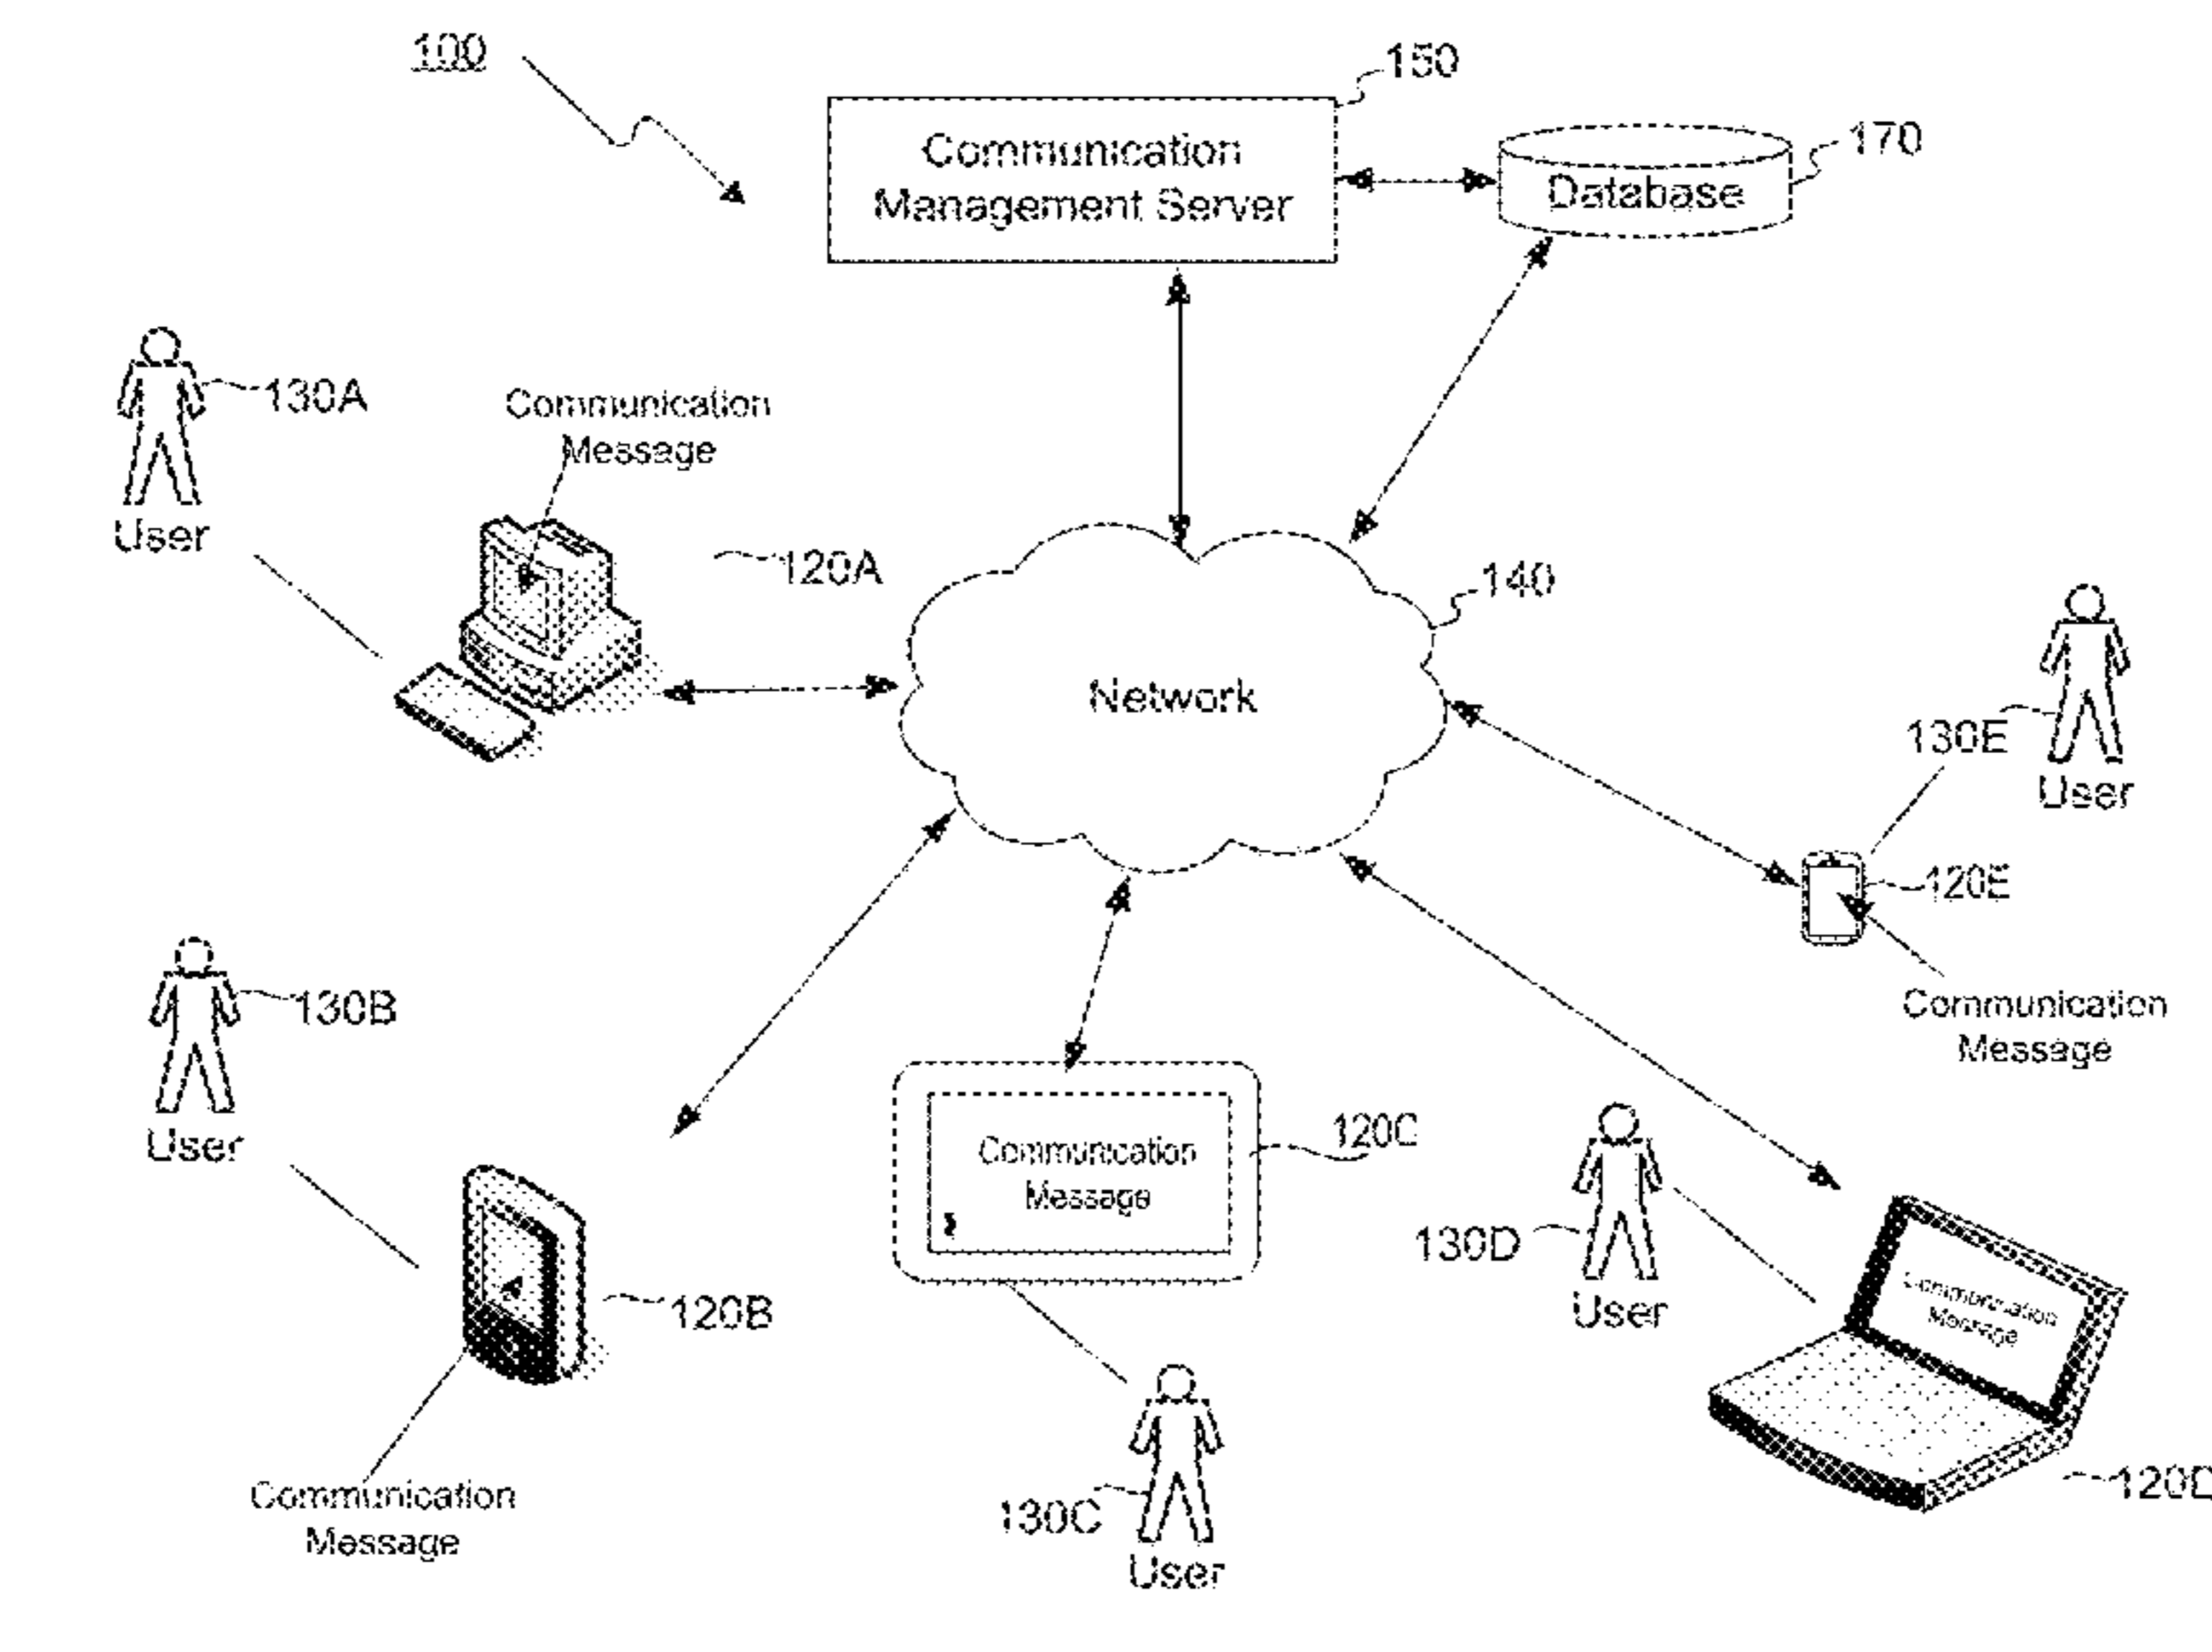 100
150
Communication
Management Server
170
Database
130A
Communication
Message
User
120A
140
Network
130E
User
120E
Communication
Message
130B
User
120C
Communication
Message
130D
User
Communication
Message
120B
120D
Communication
Message
130C
User